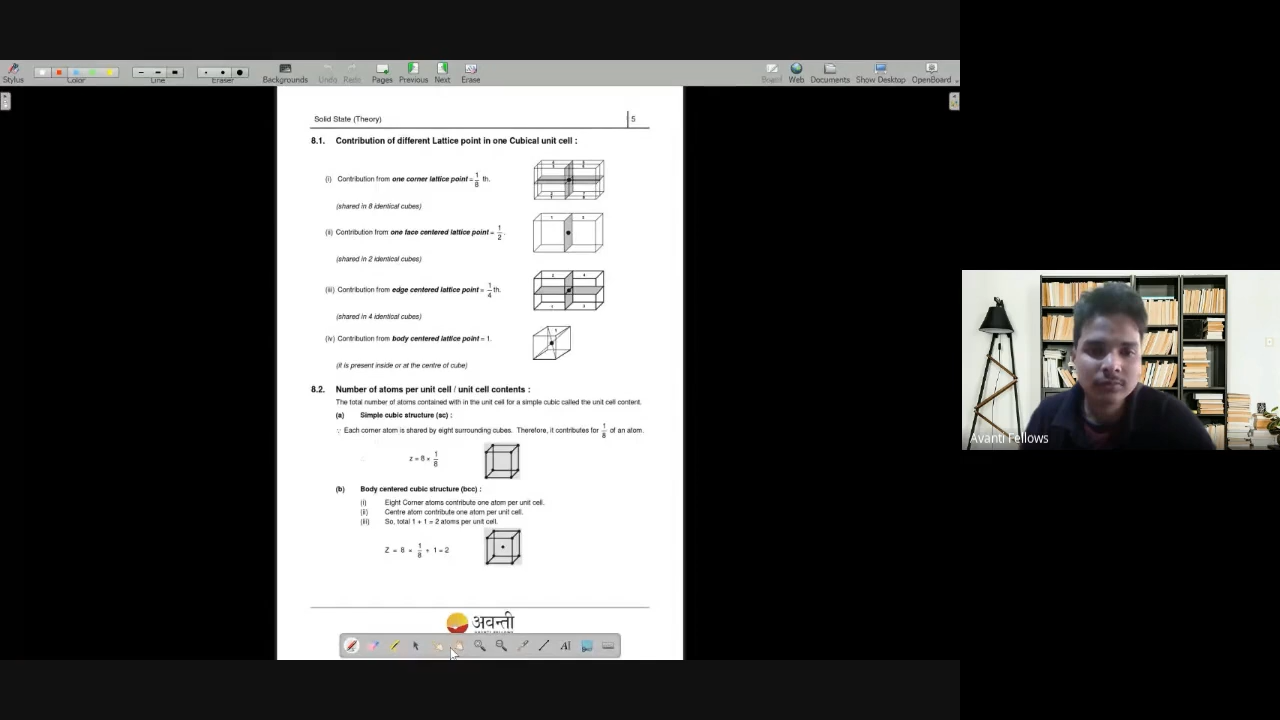 Stylus Color Line Eraser Backgrounds Undo Redo Pages Previous Next Erase Board Web Documents Show Desktop OpenBoard
Solid State (Theory) 5
8.1. Contribution of different Lattice point in one Cubical unit cell :
(i) Contribution from one corner lattice point = 1/8 th.
(shared in 8 identical cubes)
(ii) Contribution from one face centered lattice point = 1/2.
1 2
(shared in 2 identical cubes)
(iii) Contribution from edge centered lattice point = 1/4 th.
2 4
1 3
(shared in 4 identical cubes)
(iv) Contribution from body centered lattice point = 1.
1
(it is present inside or at the centre of cube)
8.2. Number of atoms per unit cell / unit cell contents :
The total number of atoms contained with in the unit cell for a simple cubic called the unit cell content.
(a) Simple cubic structure (sc) :
∵ Each corner atom is shared by eight surrounding cubes. Therefore, it contributes for 1/8 of an atom.
z = 8 × 1/8
(b) Body centered cubic structure (bcc) :
(i) Eight Corner atoms contribute one atom per unit cell.
(ii) Centre atom contribute one atom per unit cell.
(iii) So, total 1 + 1 = 2 atoms per unit cell.
Z = 8 × 1/8 + 1 = 2
अवन्ती
Avanti Fellows